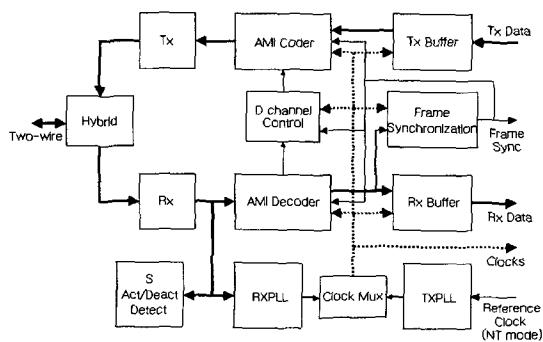 Tx
AMI Coder
Tx Buffer
Tx Data
Hybrid
Two-wire
D channel
Control
Frame
Synchronization
Frame
Sync
Rx
AMI Decoder
Rx Buffer
Rx Data
Clocks
S
Act/Deact
Detect
RXPLL
Clock Mux
TXPLL
Reference
Clock
(NT mode)